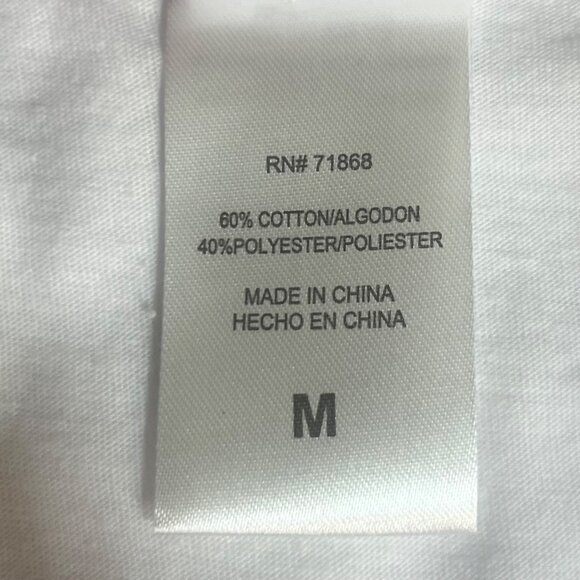 RN# 71868
60% COTTON/ALGODON
40%POLYESTER/POLIESTER
MADE IN CHINA
HECHO EN CHINA
M